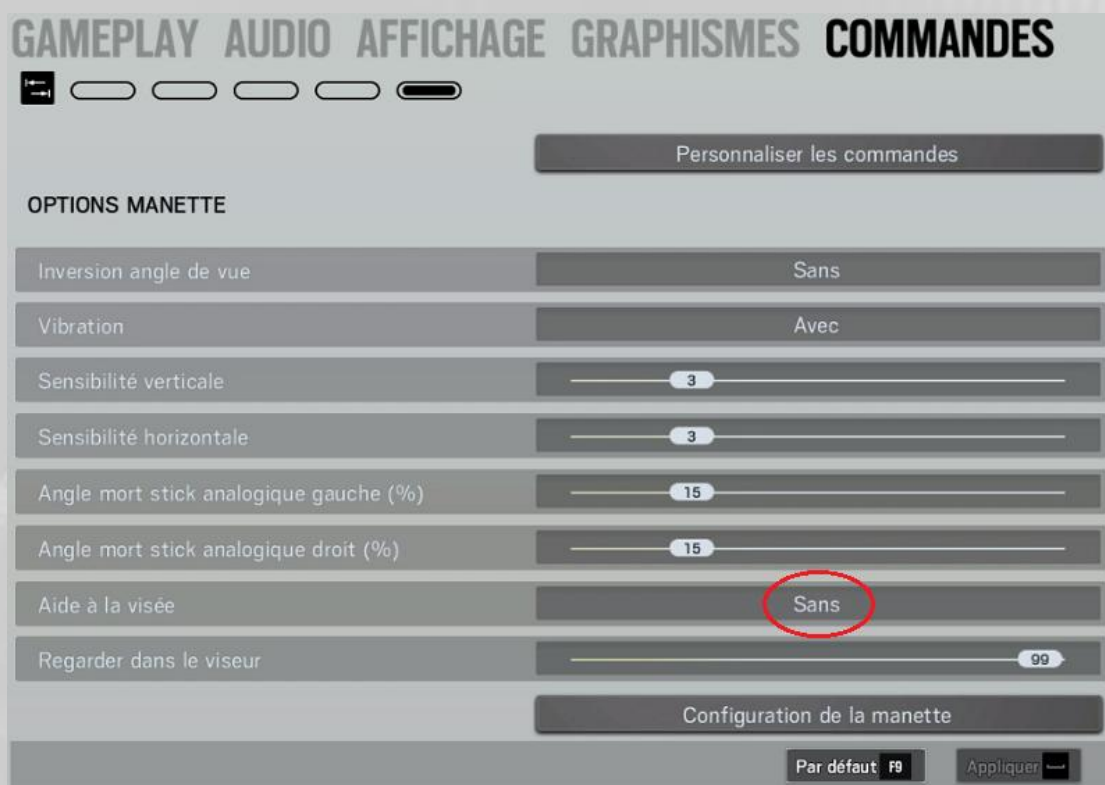 GAMEPLAY AUDIO AFFICHAGE GRAPHISMES COMMANDES
Personnaliser les commandes
OPTIONS MANETTE
Inversion angle de vue Sans
Vibration Avec
Sensibilité verticale 3
Sensibilité horizontale 3
Angle mort stick analogique gauche (%) 15
Angle mort stick analogique droit (%) 15
Aide à la visée Sans
Regarder dans le viseur 99
Configuration de la manette
Par défaut F9 Appliquer